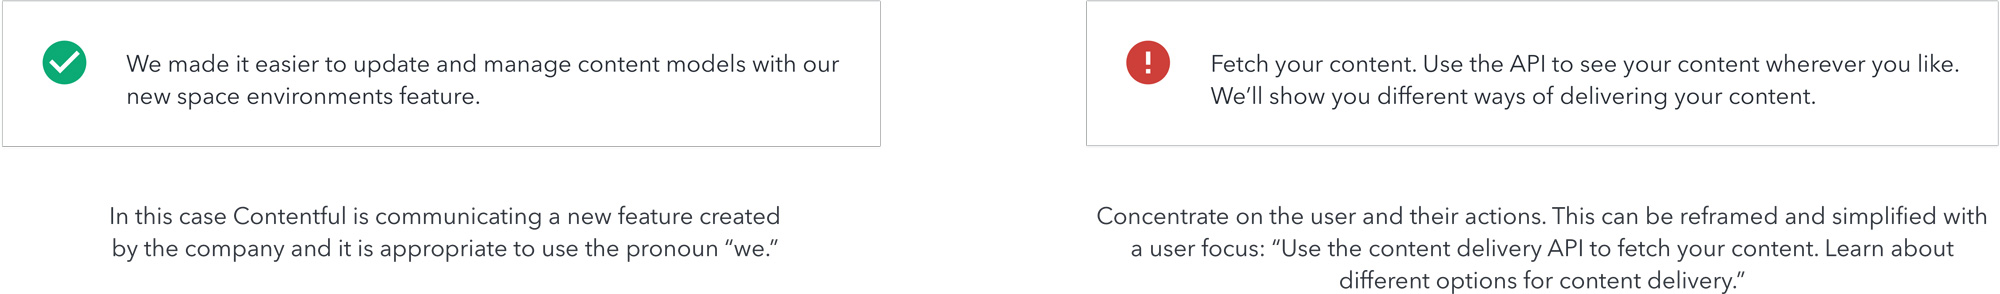 We made it easier to update and manage content models with our
new space environments feature.
In this case Contentful is communicating a new feature created
by the company and it is appropriate to use the pronoun “we.”
Fetch your content. Use the API to see your content wherever you like.
We’ll show you different ways of delivering your content.
Concentrate on the user and their actions. This can be reframed and simplified with
a user focus: “Use the content delivery API to fetch your content. Learn about
different options for content delivery.”